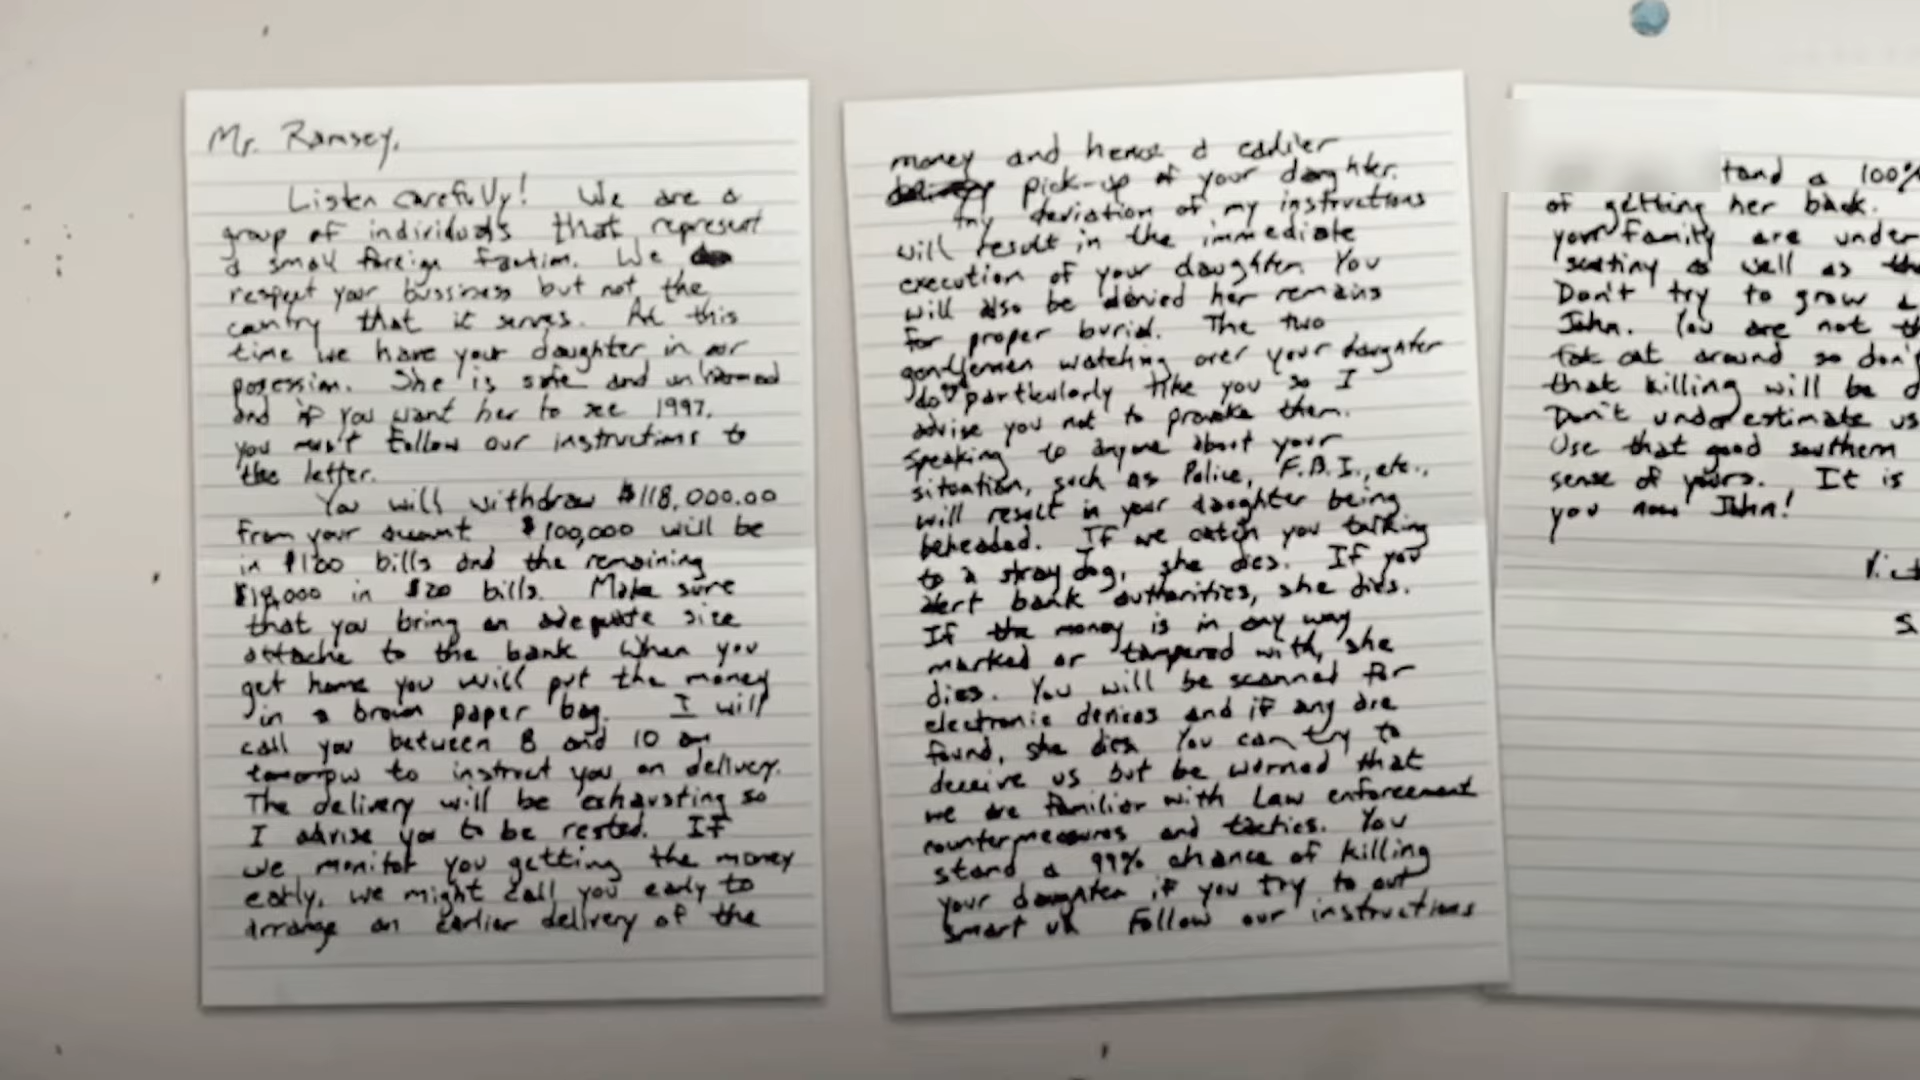 Mr. Ramsey,
Listen carefully! We are a
group of individuals that represent
a small foreign faction. We
respect your bussiness but not the
country that it serves. At this
time we have your daughter in our
posession. She is safe and unharmed
and if you want her to see 1997,
you must follow our instructions to
the letter.
You will withdraw $118,000.00
from your account. $100,000 will be
in $100 bills and the remaining
$18,000 in $20 bills. Make sure
that you bring an adequate size
attache to the bank. When you
get home you will put the money
in a brown paper bag. I will
call you between 8 and 10 am
tomorrow to instruct you on delivery.
The delivery will be exhausting so
I advise you to be rested. If
we monitor you getting the money
early, we might call you early to
arrange an earlier delivery of the
money and hence a earlier
delivery pick-up of your daughter.
Any deviation of my instructions
will result in the immediate
execution of your daughter. You
will also be denied her remains
for proper burial. The two
gentlemen watching over your daughter
do not particularly like you so I
advise you not to provoke them.
Speaking to anyone about your
situation, such as Police, F.B.I., etc.,
will result in your daughter being
beheaded. If we catch you talking
to a stray dog, she dies. If you
alert bank authorities, she dies.
If the money is in any way
marked or tampered with, she
dies. You will be scanned for
electronic devices and if any are
found, she dies. You can try to
deceive us but be warned that
we are familiar with Law enforcement
countermeasures and tactics. You
stand a 99% chance of killing
your daughter if you try to out
smart us. Follow our instructions
tand a 100%
of getting her back.
your family are under
scutiny as well as the
Don't try to grow a
John. You are not th
fat cat around so don'
that killing will be d
Don't underestimate us
Use that good southern
sense of yours. It is
you now John!
Vict
S.